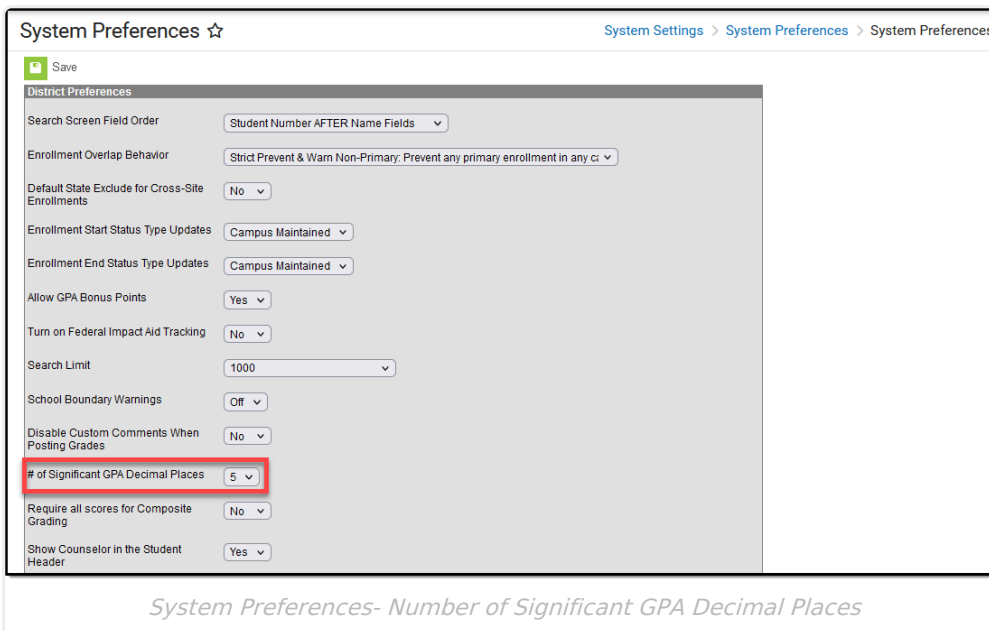 System Preferences
System Settings > System Preferences > System Preferences
Save
District Preferences
Search Screen Field Order
Student Number AFTER Name Fields
Enrollment Overlap Behavior
Strict Prevent & Warn Non-Primary: Prevent any primary enrollment in any ca
Default State Exclude for Cross-Site
Enrollments
No
Enrollment Start Status Type Updates
Campus Maintained
Enrollment End Status Type Updates
Campus Maintained
Allow GPA Bonus Points
Yes
Turn on Federal Impact Aid Tracking
No
Search Limit
1000
School Boundary Warnings
Off
Disable Custom Comments When
Posting Grades
No
# of Significant GPA Decimal Places
5
Require all scores for Composite
Grading
No
Show Counselor in the Student
Header
Yes
System Preferences- Number of Significant GPA Decimal Places